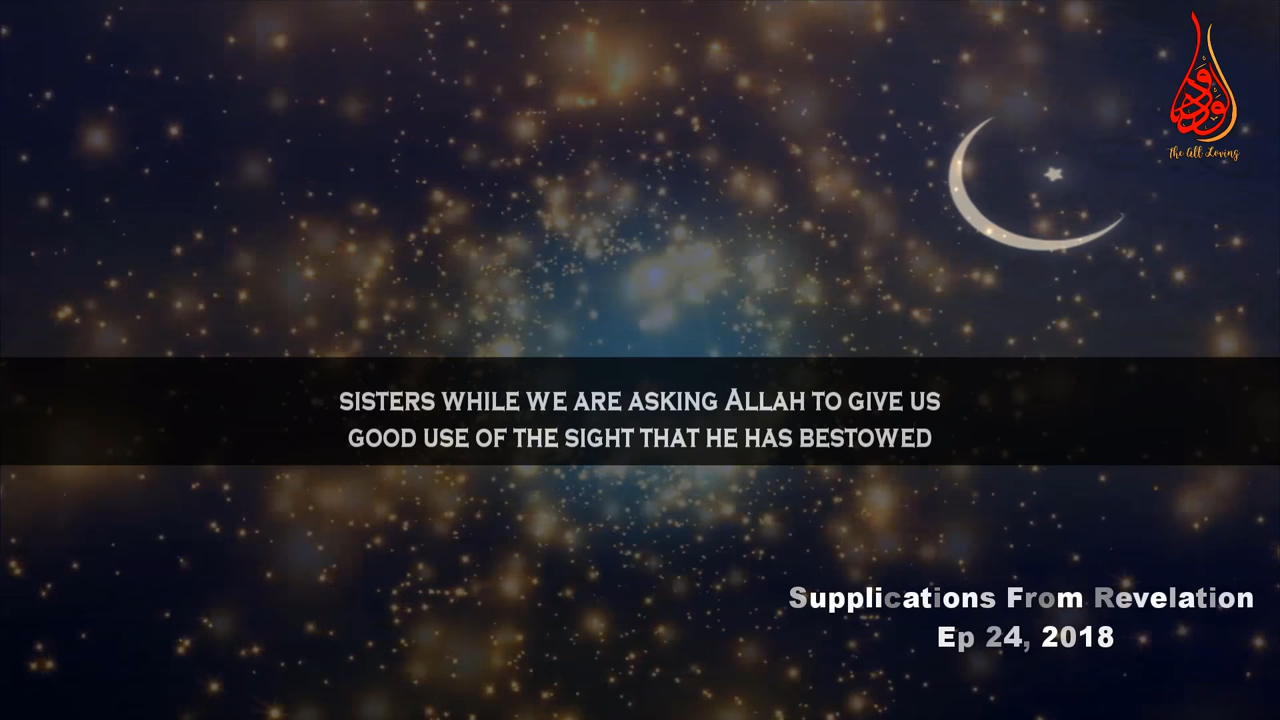 الودود
The All Loving
SISTERS WHILE WE ARE ASKING ALLAH TO GIVE US
GOOD USE OF THE SIGHT THAT HE HAS BESTOWED
Supplications From Revelation
Ep 24, 2018